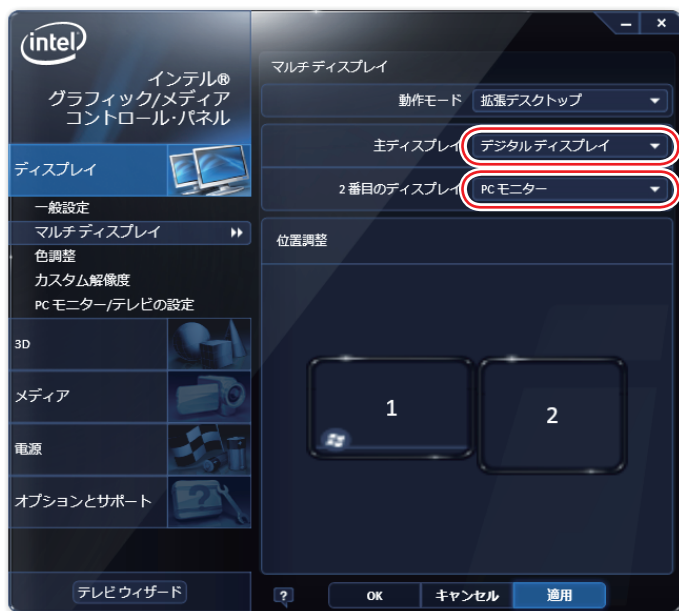 intel
インテル®
グラフィック/メディア
コントロール・パネル
ディスプレイ
一般設定
マルチディスプレイ
色調整
カスタム解像度
PC モニター/テレビの設定
3D
メディア
電源
オプションとサポート
テレビ ウィザード
マルチ ディスプレイ
動作モード 拡張デスクトップ
主ディスプレイ デジタル ディスプレイ
2 番目のディスプレイ PC モニター
位置調整
1 2
? OK キャンセル 適用